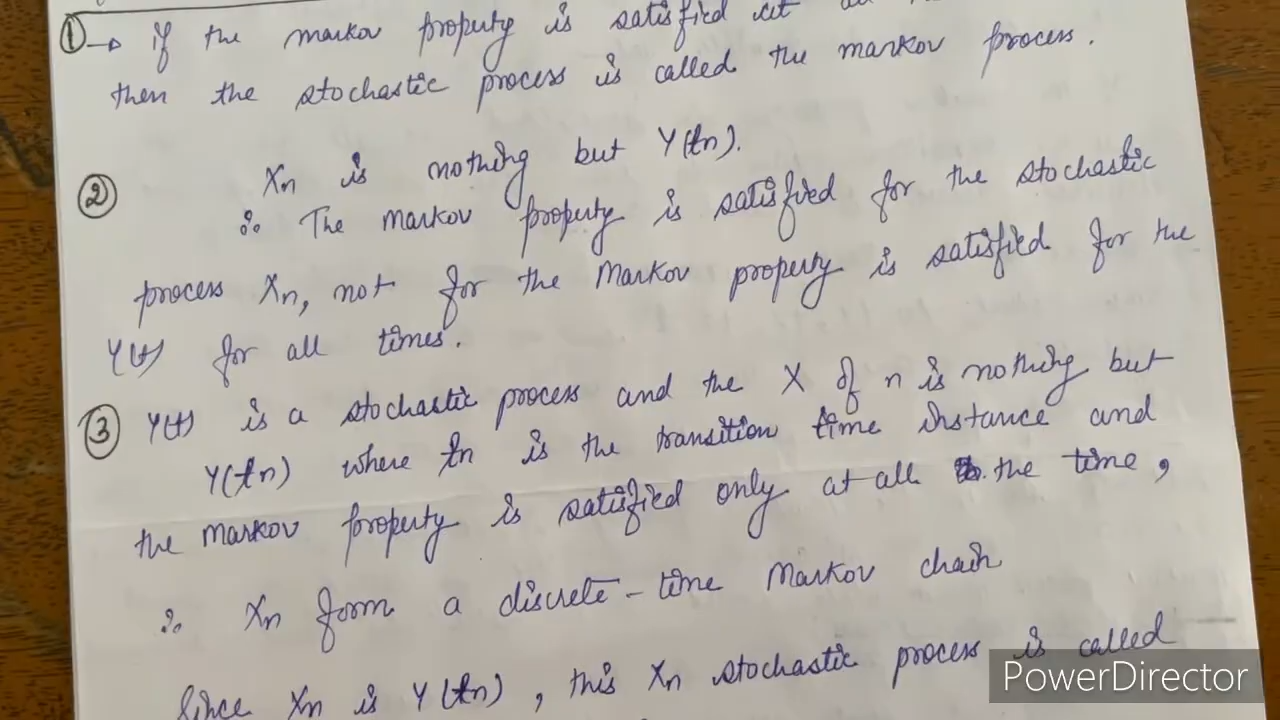 ① → if the markov property is satisfied at all
then the stochastic process is called the markov process.
② Xn is nothing but Y(tn).
∴ The markov property is satisfied for the stochastic
process Xn, not for the Markov property is satisfied for the
Y(t) for all times.
③ Y(t) is a stochastic process and the X of n is nothing but
Y(tn) where tn is the transition time instance and
the markov property is satisfied only at all the time,
∴ Xn form a discrete-time Markov chain
Since Xn is Y(tn), this Xn stochastic process is called
PowerDirector